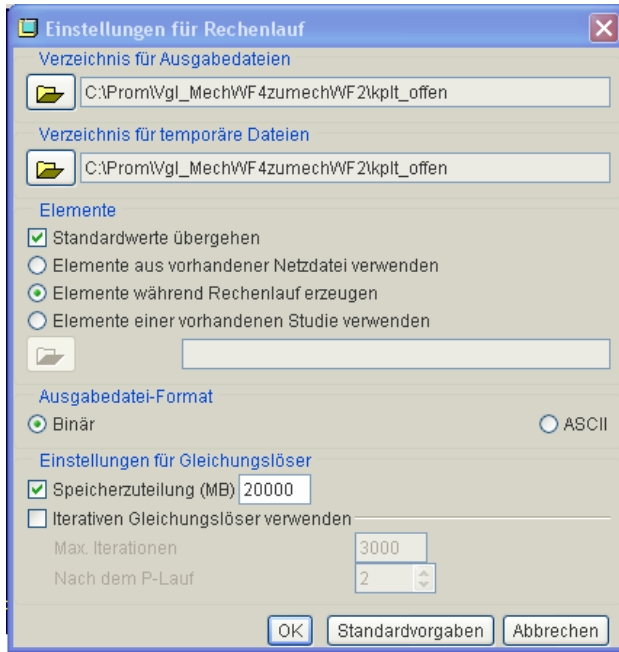 Einstellungen für Rechenlauf
Verzeichnis für Ausgabedateien
C:\Prom\Vgl_MechWF4zumechWF2\kplt_offen
Verzeichnis für temporäre Dateien
C:\Prom\Vgl_MechWF4zumechWF2\kplt_offen
Elemente
Standardwerte übergehen
Elemente aus vorhandener Netzdatei verwenden
Elemente während Rechenlauf erzeugen
Elemente einer vorhandenen Studie verwenden
Ausgabedatei-Format
Binär ASCII
Einstellungen für Gleichungslöser
Speicherzuteilung (MB) 20000
Iterativen Gleichungslöser verwenden
Max. Iterationen 3000
Nach dem P-Lauf 2
OK Standardvorgaben Abbrechen